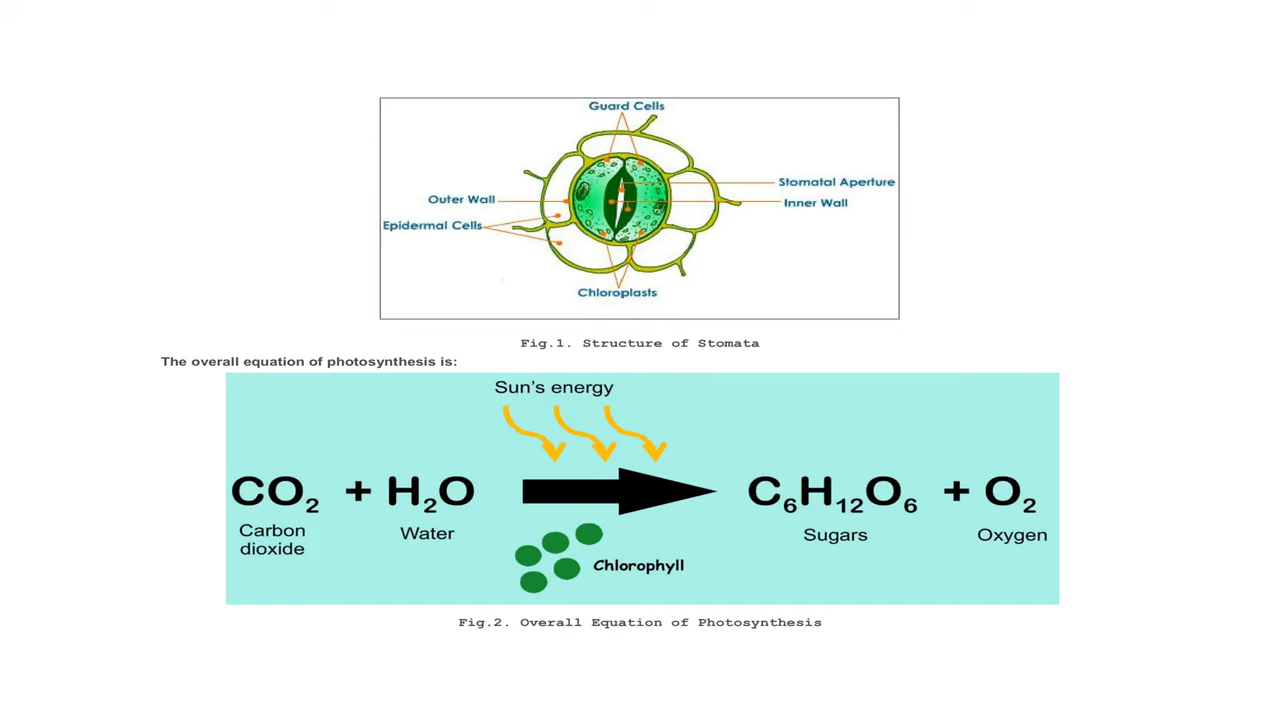 Guard Cells
Stomatal Aperture
Outer Wall
Inner Wall
Epidermal Cells
Chloroplasts
Fig.1. Structure of Stomata
The overall equation of photosynthesis is:
Sun's energy
CO₂ + H₂O C₆H₁₂O₆ + O₂
Carbon dioxide Water Sugars Oxygen
Chlorophyll
Fig.2. Overall Equation of Photosynthesis